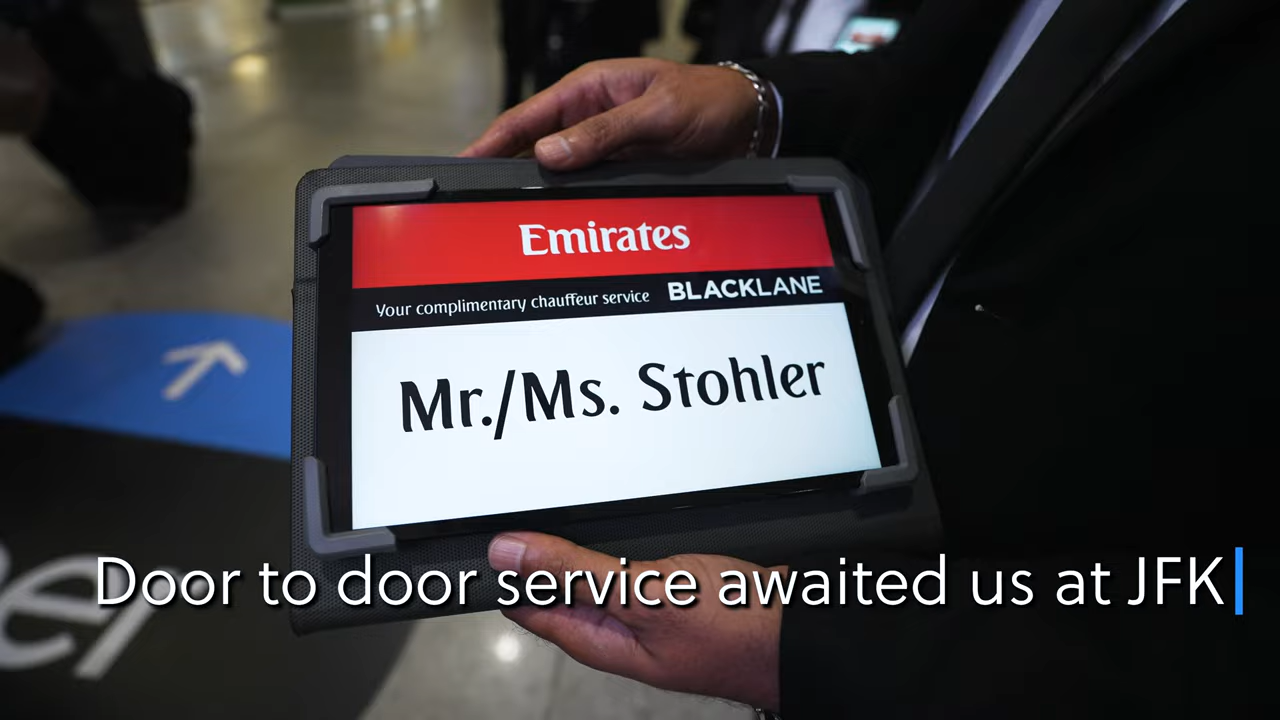 Emirates
Your complimentary chauffeur service BLACKLANE
Mr./Ms. Stohler
Door to door service awaited us at JFK